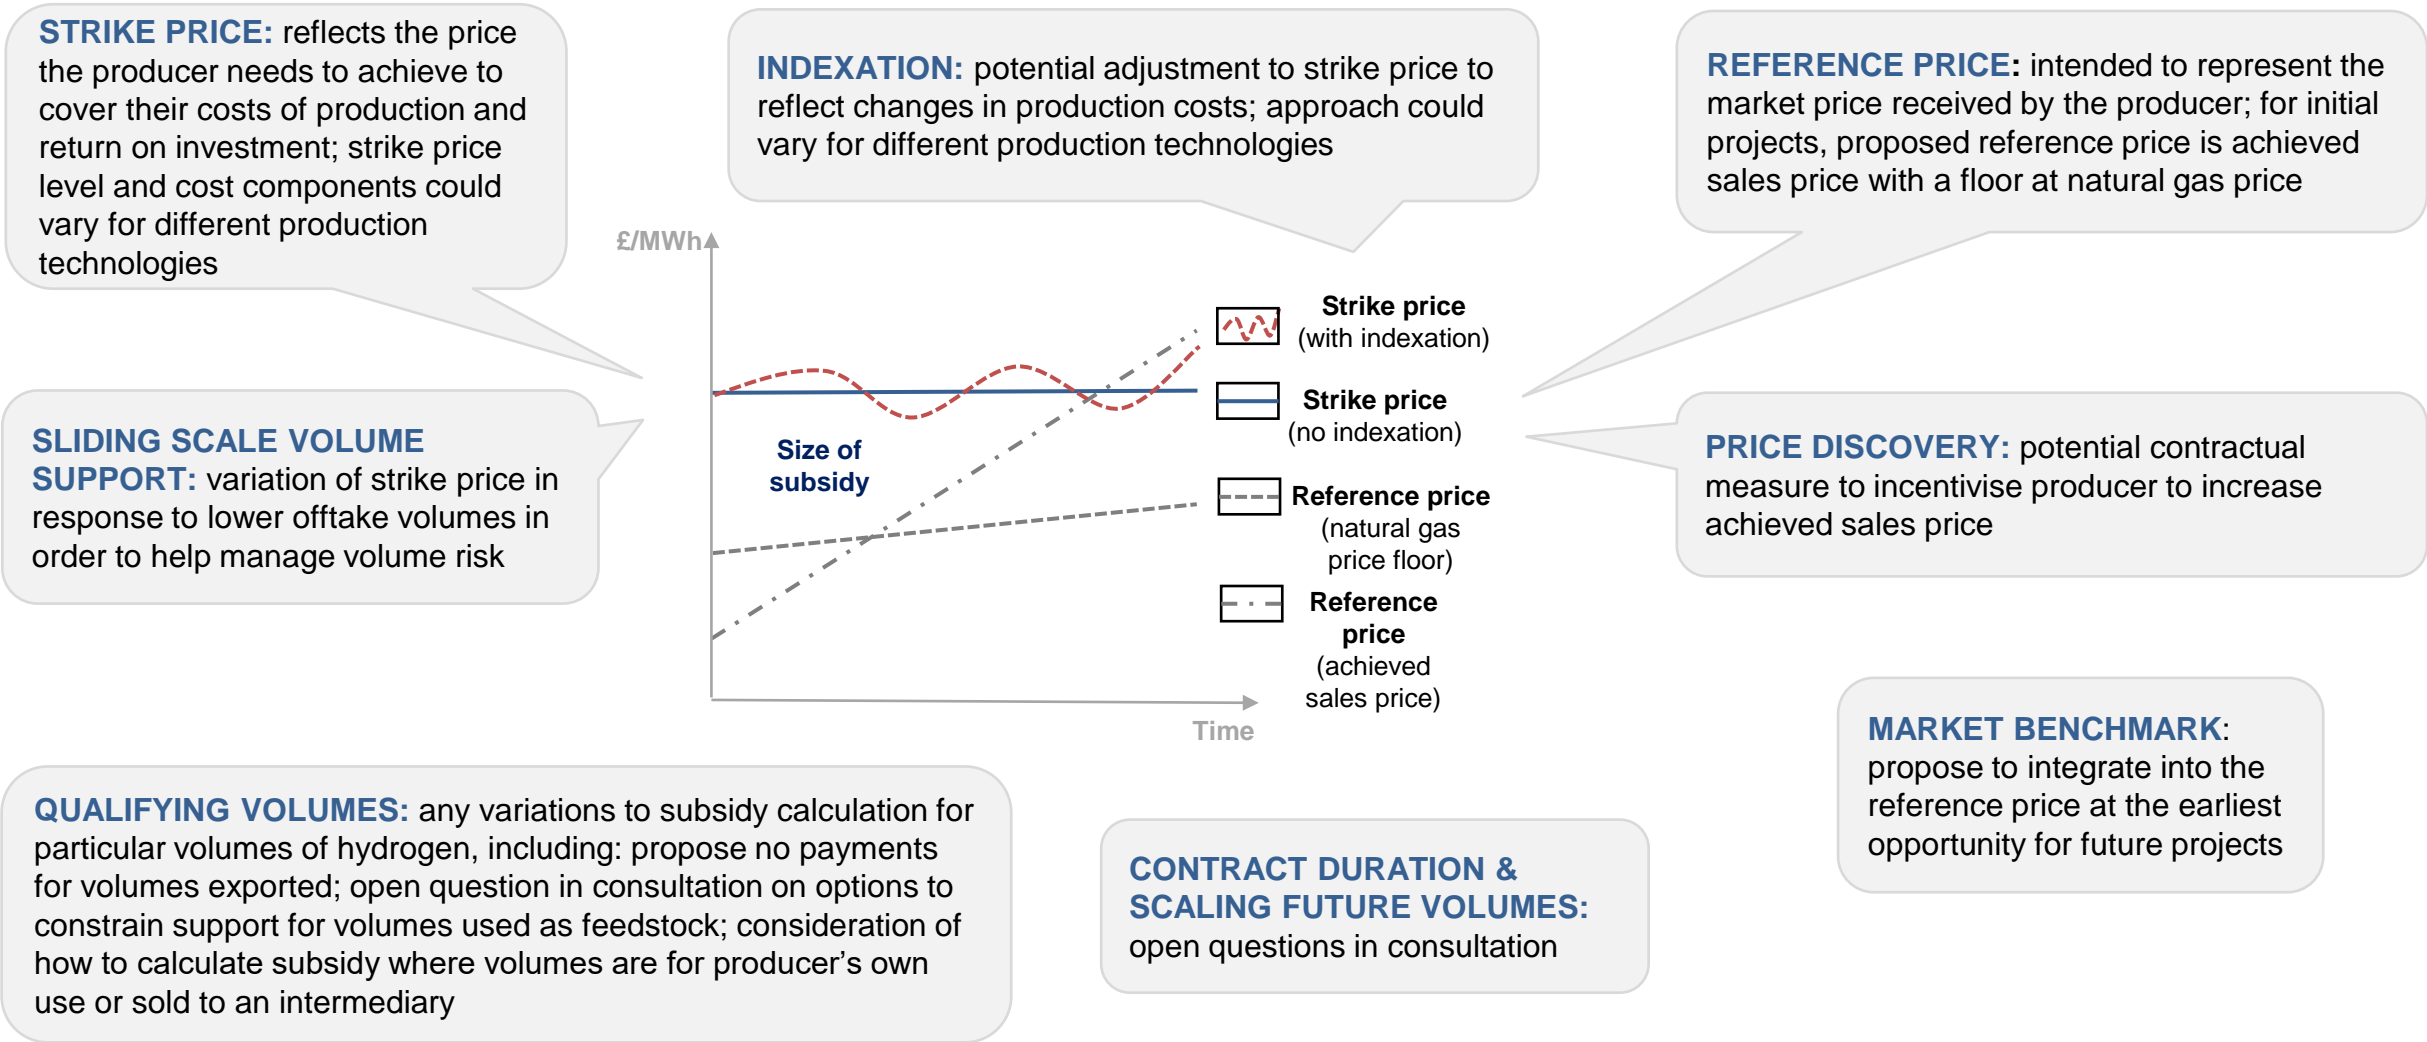 STRIKE PRICE: reflects the price
the producer needs to achieve to
cover their costs of production and
return on investment; strike price
level and cost components could
vary for different production
technologies
INDEXATION: potential adjustment to strike price to
reflect changes in production costs; approach could
vary for different production technologies
REFERENCE PRICE: intended to represent the
market price received by the producer; for initial
projects, proposed reference price is achieved
sales price with a floor at natural gas price
SLIDING SCALE VOLUME
SUPPORT: variation of strike price in
response to lower offtake volumes in
order to help manage volume risk
£/MWh
Size of
subsidy
Time
Strike price
(with indexation)
Strike price
(no indexation)
Reference price
(natural gas
price floor)
Reference
price
(achieved
sales price)
PRICE DISCOVERY: potential contractual
measure to incentivise producer to increase
achieved sales price
MARKET BENCHMARK:
propose to integrate into the
reference price at the earliest
opportunity for future projects
QUALIFYING VOLUMES: any variations to subsidy calculation for
particular volumes of hydrogen, including: propose no payments
for volumes exported; open question in consultation on options to
constrain support for volumes used as feedstock; consideration of
how to calculate subsidy where volumes are for producer’s own
use or sold to an intermediary
CONTRACT DURATION &
SCALING FUTURE VOLUMES:
open questions in consultation